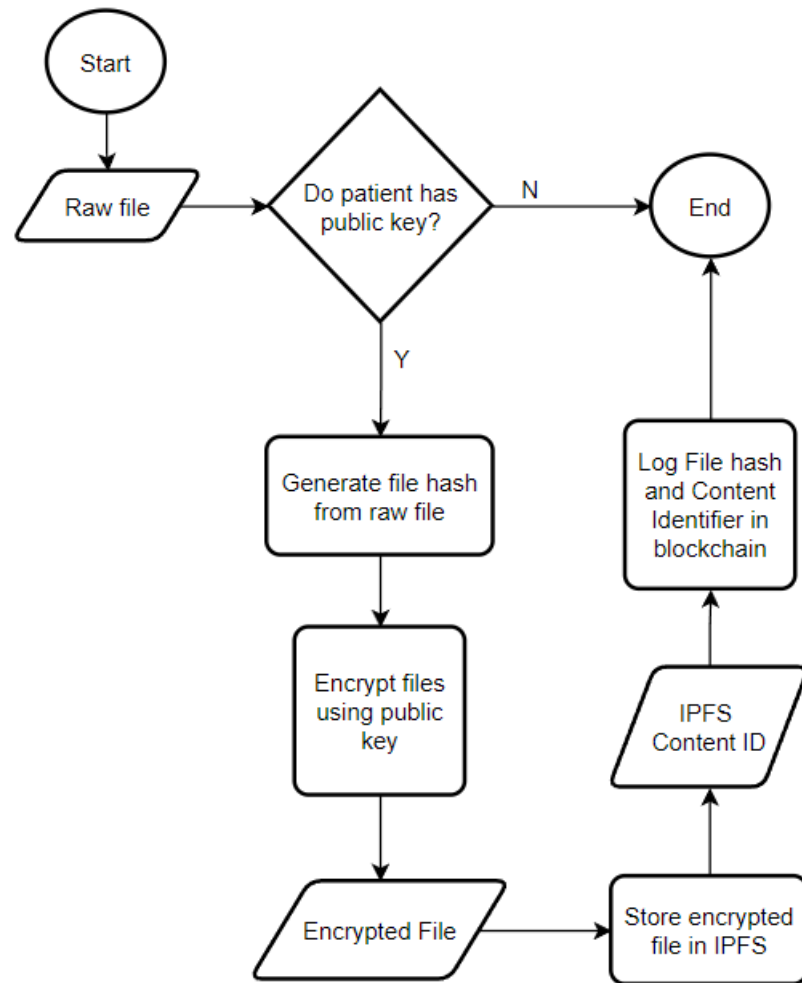 Start
Raw file
Do patient has
public key?
N
End
Y
Generate file hash
from raw file
Log File hash
and Content
Identifier in
blockchain
Encrypt files
using public
key
IPFS
Content ID
Encrypted File
Store encrypted
file in IPFS